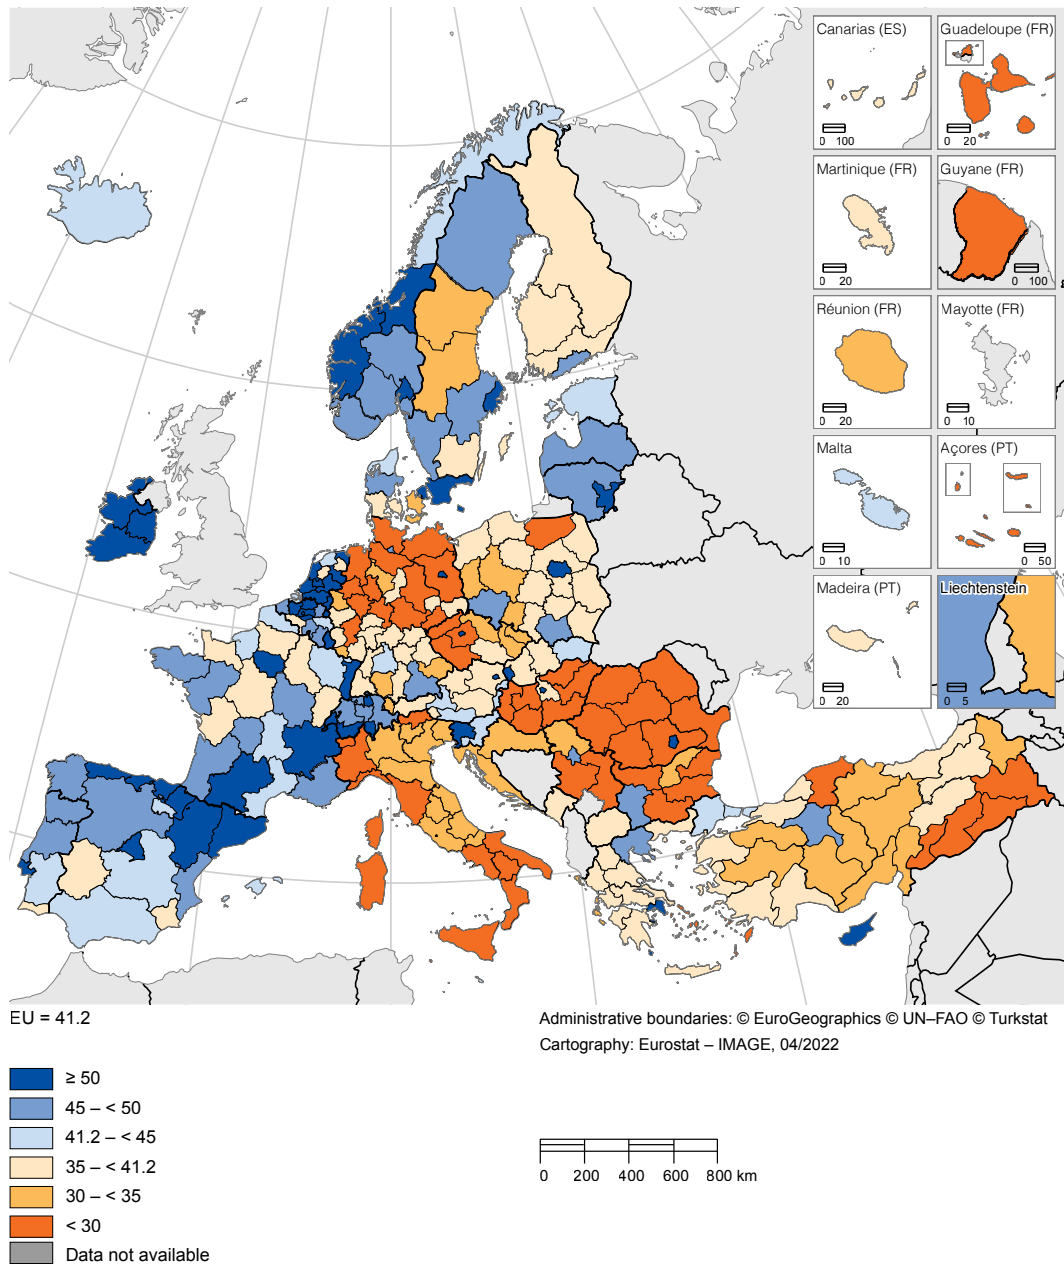 Canarias (ES)
0 100
Guadeloupe (FR)
0 20
Martinique (FR)
0 20
Guyane (FR)
0 100
Réunion (FR)
0 20
Mayotte (FR)
0 10
Malta
0 10
Açores (PT)
0 50
Madeira (PT)
0 20
Liechtenstein
0 5
EU = 41.2
Administrative boundaries: © EuroGeographics © UN–FAO © Turkstat
Cartography: Eurostat – IMAGE, 04/2022
≥ 50
45 – < 50
41.2 – < 45
35 – < 41.2
30 – < 35
< 30
Data not available
0 200 400 600 800 km